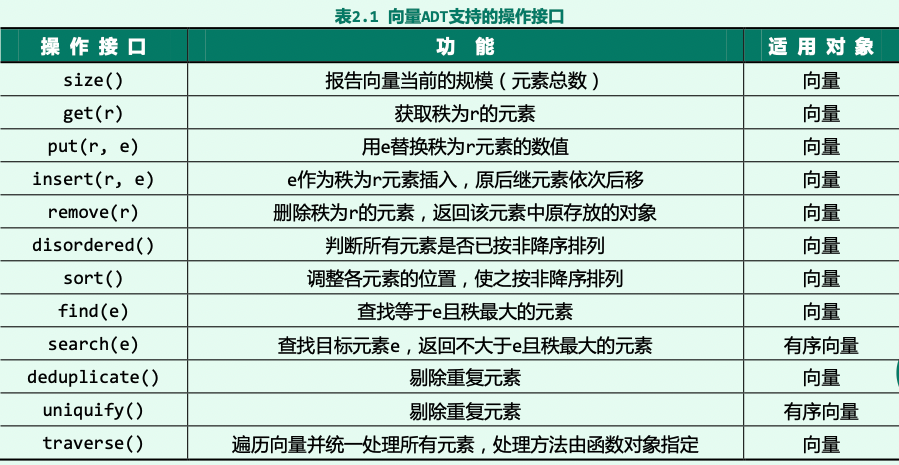 表2.1 向量ADT支持的操作接口
操作接口 功能 适用对象
size() 报告向量当前的规模（元素总数） 向量
get(r) 获取秩为r的元素 向量
put(r, e) 用e替换秩为r元素的数值 向量
insert(r, e) e作为秩为r元素插入，原后继元素依次后移 向量
remove(r) 删除秩为r的元素，返回该元素中原存放的对象 向量
disordered() 判断所有元素是否已按非降序排列 向量
sort() 调整各元素的位置，使之按非降序排列 向量
find(e) 查找等于e且秩最大的元素 向量
search(e) 查找目标元素e，返回不大于e且秩最大的元素 有序向量
deduplicate() 剔除重复元素 向量
uniquify() 剔除重复元素 有序向量
traverse() 遍历向量并统一处理所有元素，处理方法由函数对象指定 向量